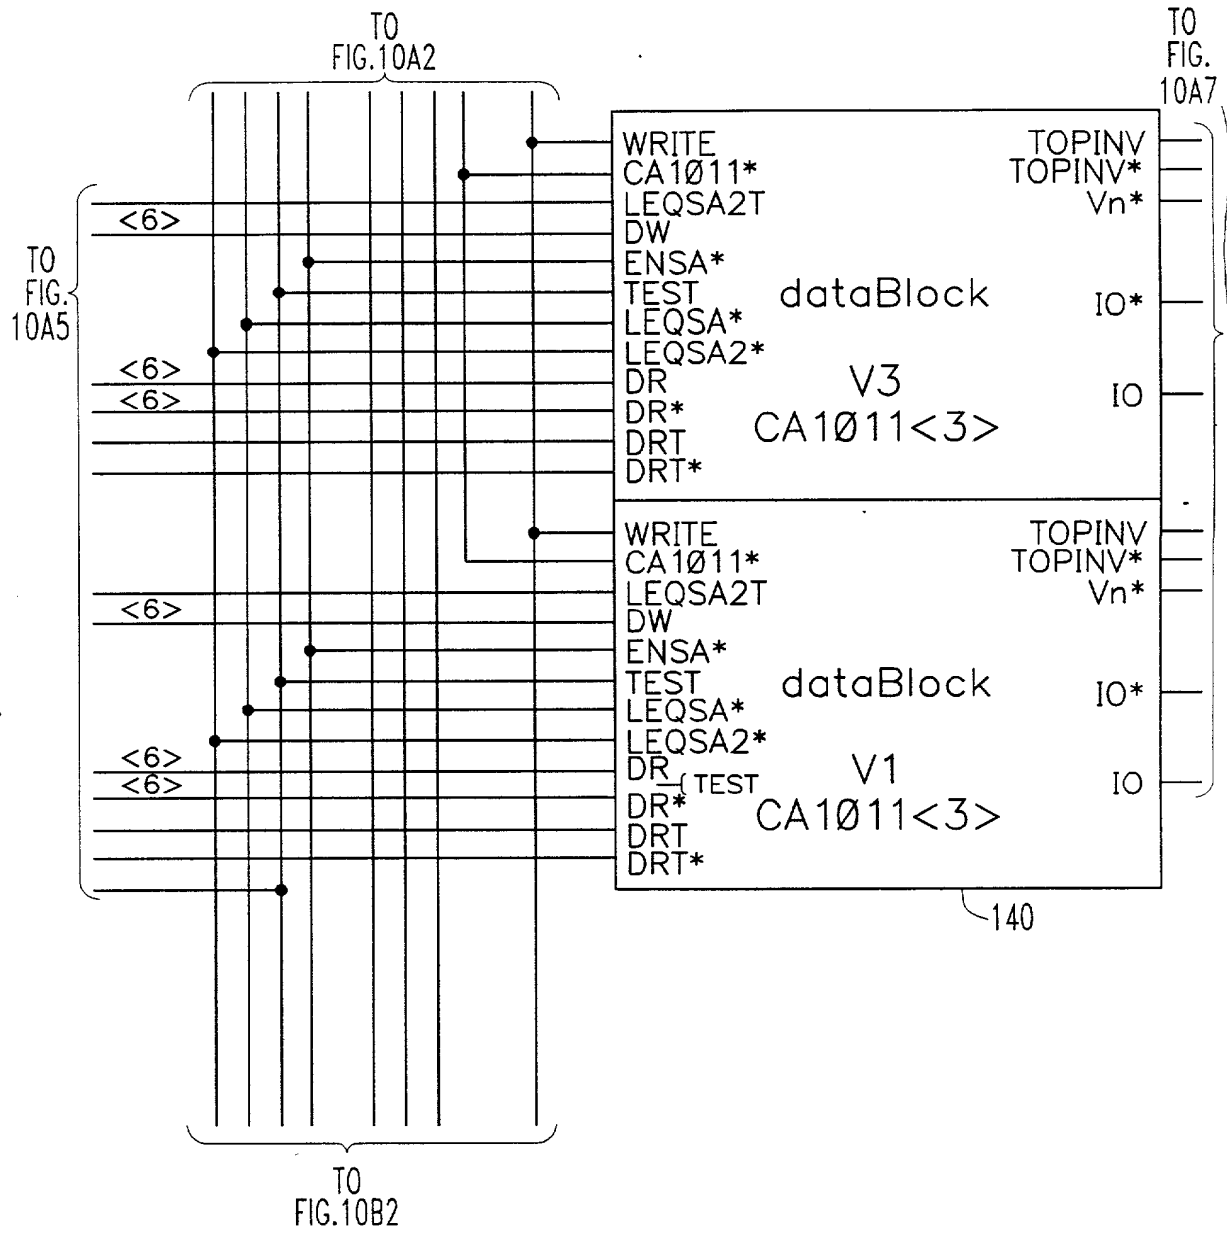 TO
FIG.10A2
TO
FIG.
10A7
TO
FIG.
10A5
<6>
<6>
<6>
WRITE
CA1Ø11*
LEQSA2T
DW
ENSA*
TEST
LEQSA*
LEQSA2*
DR
DR*
DRT
DRT*
dataBlock
V3
CA1Ø11<3>
TOPINV
TOPINV*
Vn*
IO*
IO
<6>
<6>
<6>
WRITE
CA1Ø11*
LEQSA2T
DW
ENSA*
TEST
LEQSA*
LEQSA2*
DR
TEST
DR*
DRT
DRT*
dataBlock
V1
CA1Ø11<3>
TOPINV
TOPINV*
Vn*
IO*
IO
140
TO
FIG.10B2